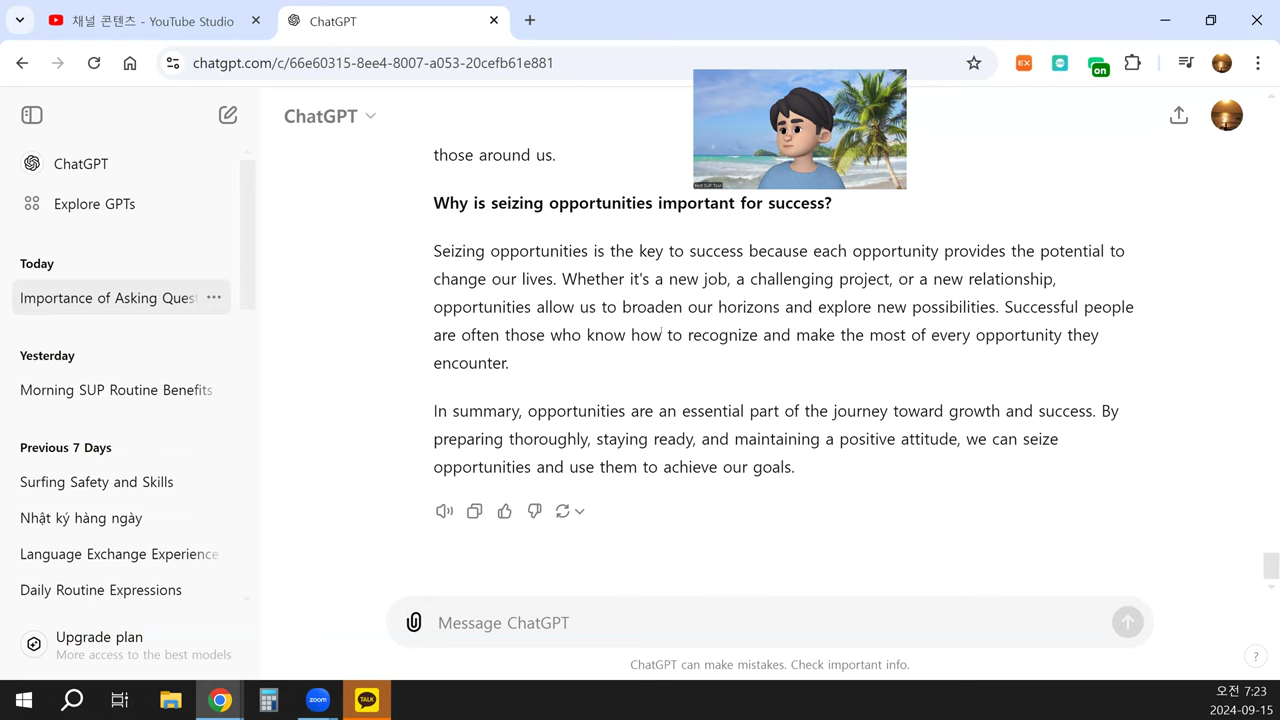 채널 콘텐츠 - YouTube Studio
ChatGPT
chatgpt.com/c/66e60315-8ee4-8007-a053-20cefb61e881
EX
on
ChatGPT
ChatGPT
Explore GPTs
Today
Importance of Asking Quest
Yesterday
Morning SUP Routine Benefits
Previous 7 Days
Surfing Safety and Skills
Nhật ký hàng ngày
Language Exchange Experience
Daily Routine Expressions
Upgrade plan
More access to the best models
those around us.
Why is seizing opportunities important for success?
Seizing opportunities is the key to success because each opportunity provides the potential to
change our lives. Whether it's a new job, a challenging project, or a new relationship,
opportunities allow us to broaden our horizons and explore new possibilities. Successful people
are often those who know how to recognize and make the most of every opportunity they
encounter.
In summary, opportunities are an essential part of the journey toward growth and success. By
preparing thoroughly, staying ready, and maintaining a positive attitude, we can seize
opportunities and use them to achieve our goals.
Message ChatGPT
ChatGPT can make mistakes. Check important info.
?
zoom
TALK
오전 7:23
2024-09-15